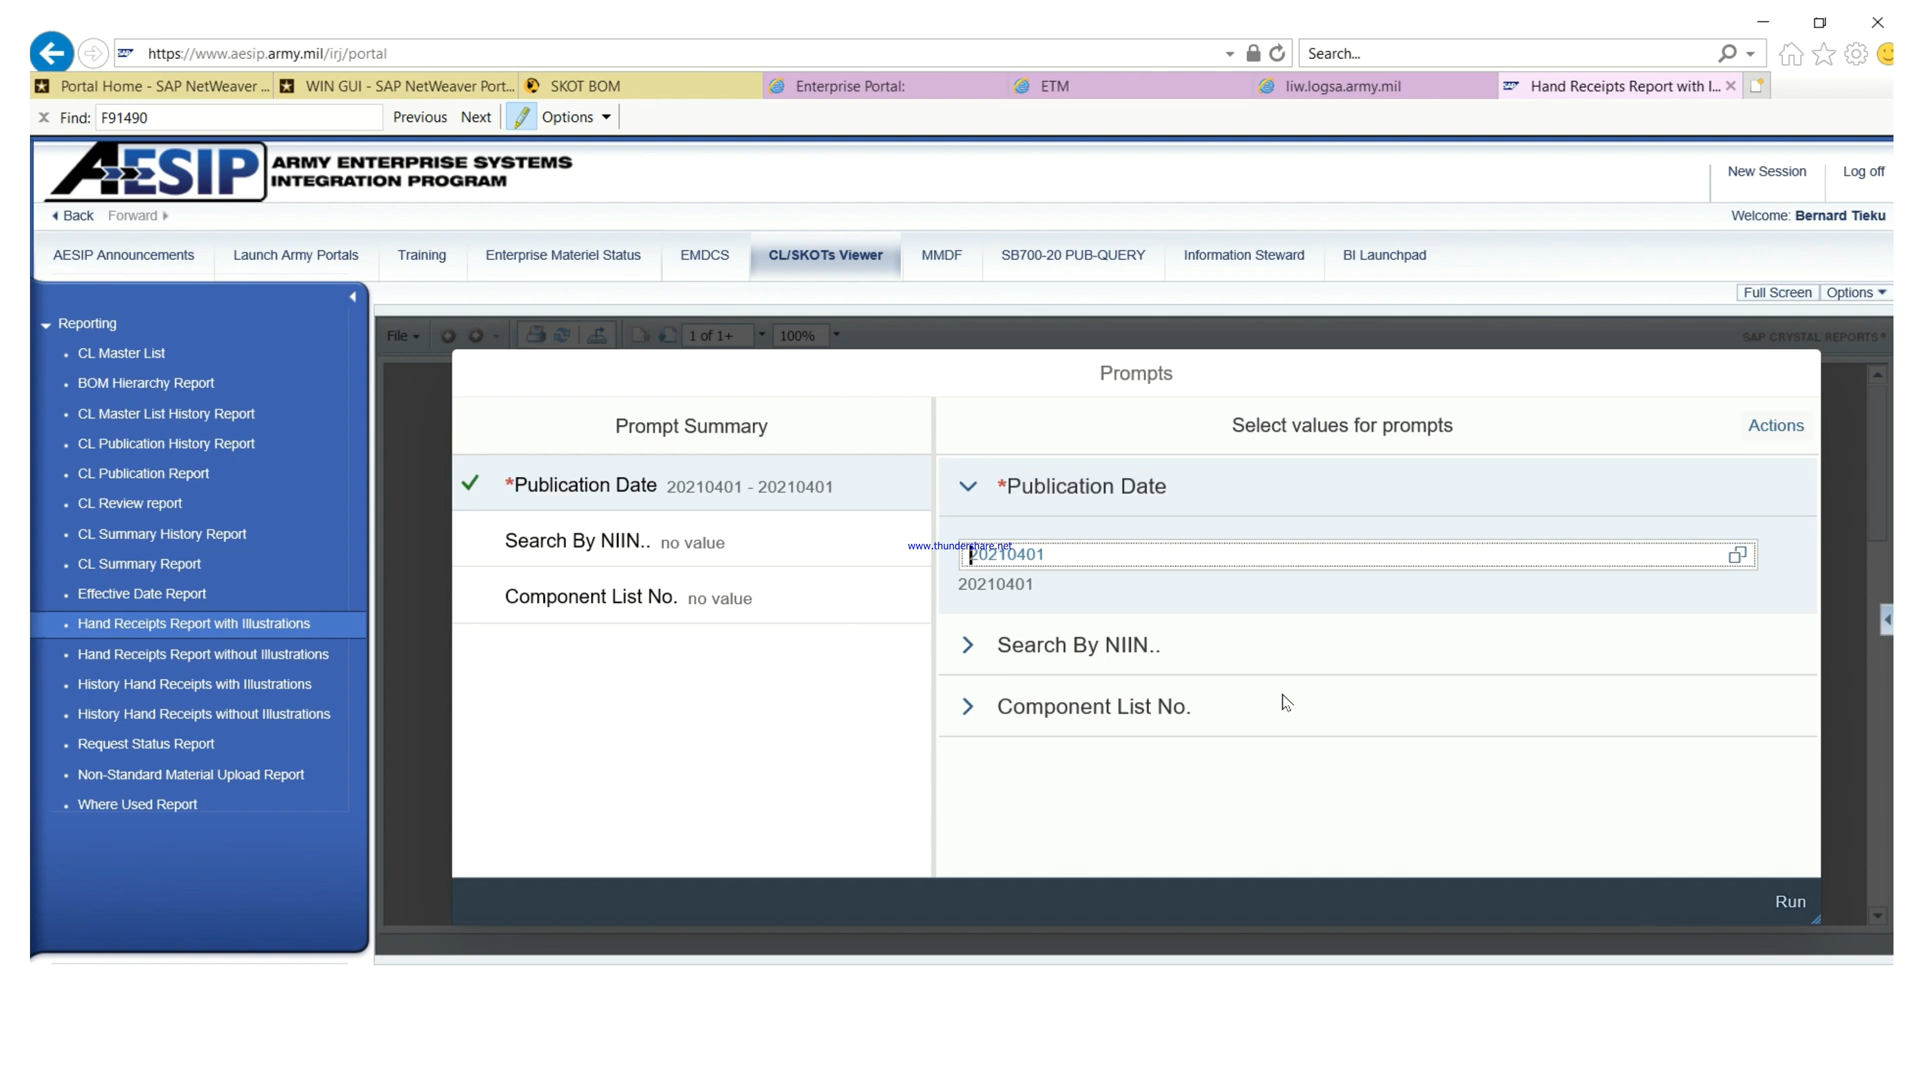 https://www.aesip.army.mil/irj/portal
Search...
Portal Home - SAP NetWeaver ...
WIN GUI - SAP NetWeaver Port...
SKOT BOM
Enterprise Portal:
ETM
liw.logsa.army.mil
Hand Receipts Report with I...
x Find: F91490 Previous Next Options
AESIP ARMY ENTERPRISE SYSTEMS
INTEGRATION PROGRAM
New Session
Log off
Back Forward
Welcome: Bernard Tieku
AESIP Announcements
Launch Army Portals
Training
Enterprise Materiel Status
EMDCS
CL/SKOTs Viewer
MMDF
SB700-20 PUB-QUERY
Information Steward
BI Launchpad
Full Screen
Options
Reporting
CL Master List
BOM Hierarchy Report
CL Master List History Report
CL Publication History Report
CL Publication Report
CL Review report
CL Summary History Report
CL Summary Report
Effective Date Report
Hand Receipts Report with Illustrations
Hand Receipts Report without Illustrations
History Hand Receipts with Illustrations
History Hand Receipts without Illustrations
Request Status Report
Non-Standard Material Upload Report
Where Used Report
File
1 of 1+
100%
SAP CRYSTAL REPORTS®
Prompts
Prompt Summary
*Publication Date 20210401 - 20210401
Search By NIIN.. no value
Component List No. no value
Select values for prompts
Actions
*Publication Date
www.thundershare.net
20210401
20210401
Search By NIIN..
Component List No.
Run